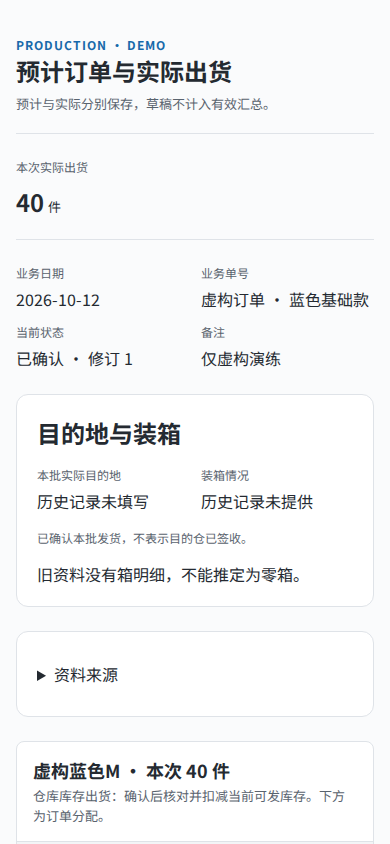 PRODUCTION · DEMO
预计订单与实际出货
预计与实际分别保存，草稿不计入有效汇总。
本次实际出货
40 件
业务日期
业务单号
2026-10-12
虚构订单 · 蓝色基础款
当前状态
备注
已确认 · 修订 1
仅虚构演练
目的地与装箱
本批实际目的地
装箱情况
历史记录未填写
历史记录未提供
已确认本批发货，不表示目的仓已签收。
旧资料没有箱明细，不能推定为零箱。
资料来源
虚构蓝色M · 本次 40 件
仓库库存出货：确认后核对并扣减当前可发库存。下方
为订单分配。